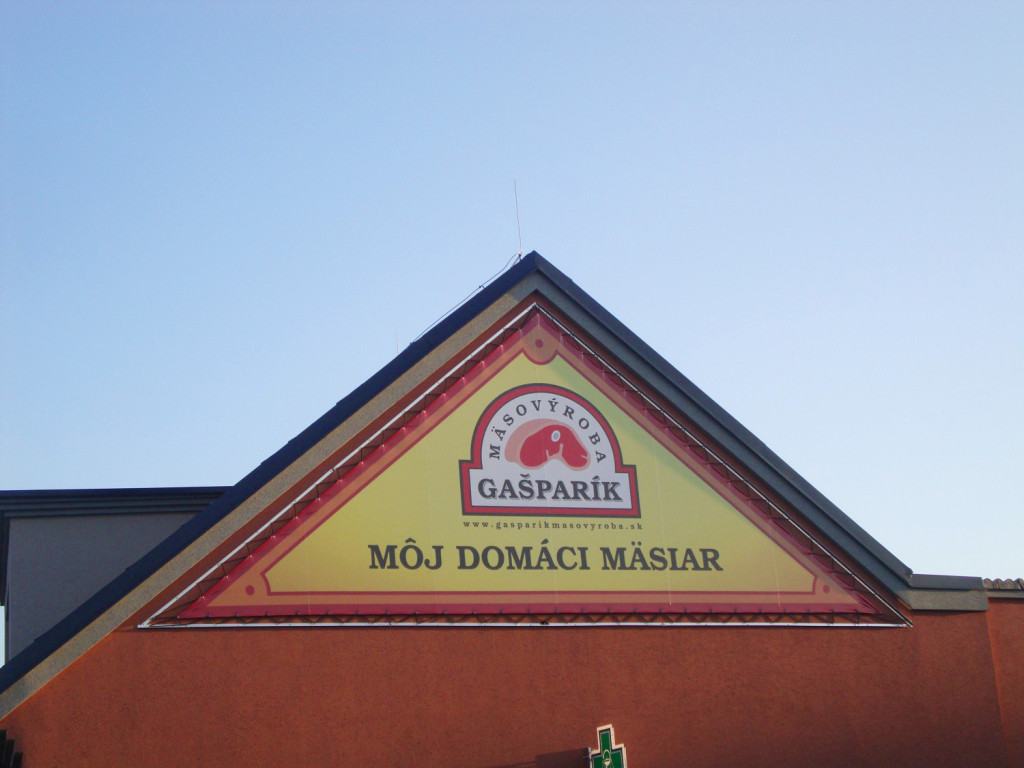 MÄSOVÝROBA
GAŠPARÍK
www.gasparikmasovyroba.sk
MÔJ DOMÁCI MÄSIAR